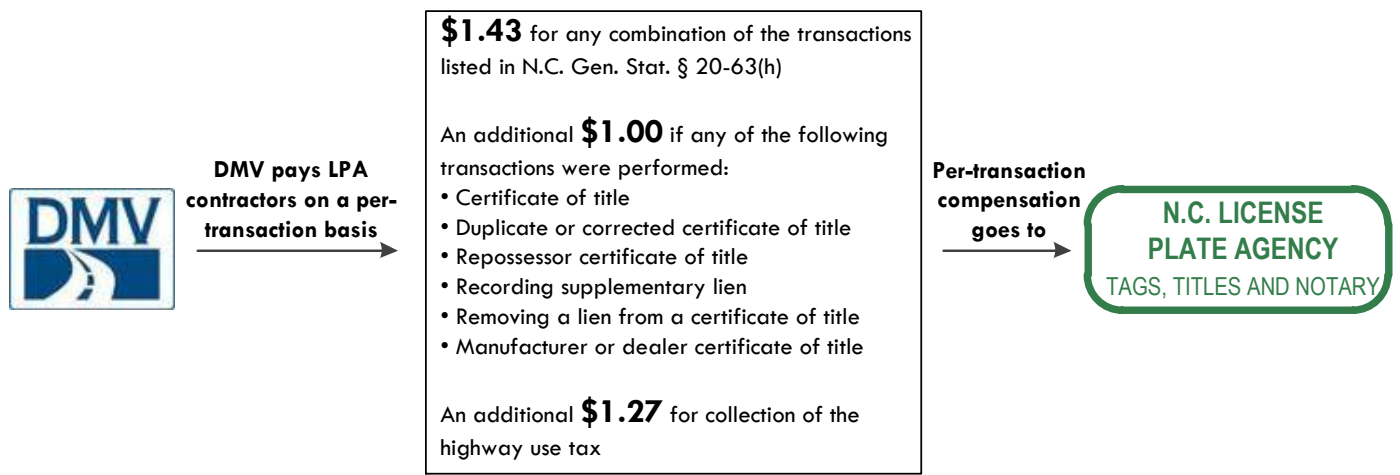 DMV
DMV pays LPA
contractors on a per-
transaction basis
$1.43 for any combination of the transactions
listed in N.C. Gen. Stat. § 20-63(h)
An additional $1.00 if any of the following
transactions were performed:
• Certificate of title
• Duplicate or corrected certificate of title
• Repossessor certificate of title
• Recording supplementary lien
• Removing a lien from a certificate of title
• Manufacturer or dealer certificate of title
An additional $1.27 for collection of the
highway use tax
Per-transaction
compensation
goes to
N.C. LICENSE
PLATE AGENCY
TAGS, TITLES AND NOTARY